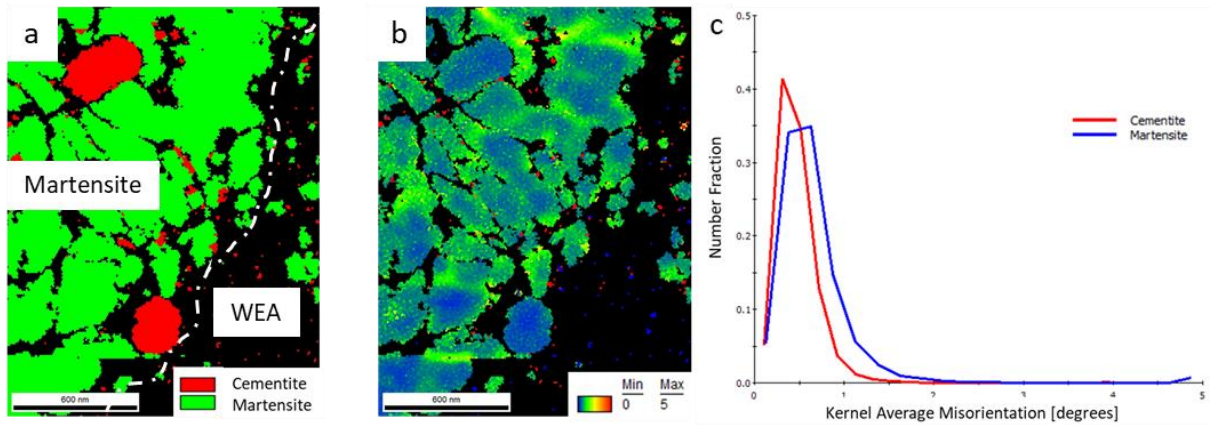 a
Martensite
WEA
600 nm
Cementite
Martensite
b
600 nm
Min Max
0 5
c
0.5
0.4
0.3
0.2
0.1
0.0
Number Fraction
Cementite
Martensite
0 1 2 3 4 5
Kernel Average Misorientation [degrees]